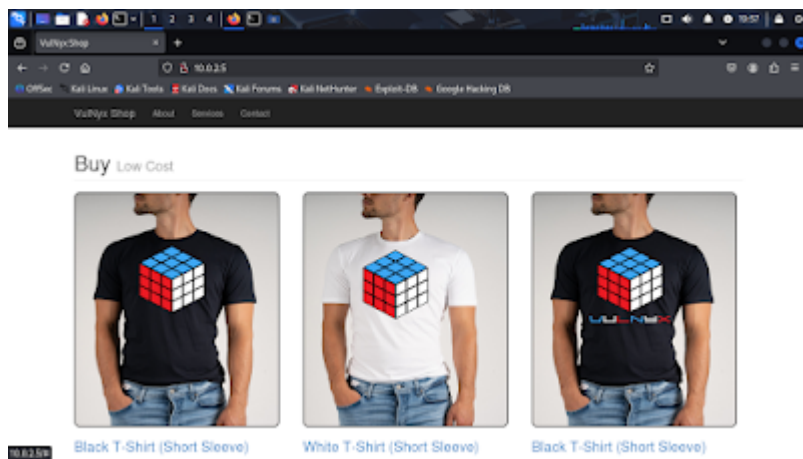 1 2 3 4
19:57
VulNyxShop
10.0.2.5
OffSec Kali Linux Kali Tools Kali Docs Kali Forums Kali NetHunter Exploit-DB Google Hacking DB
VulNyx Shop About Services Contact
Buy Low Cost
VULNYX
Black T-Shirt (Short Sleeve) White T-Shirt (Short Sleeve) Black T-Shirt (Short Sleeve)
10.0.2.5/#